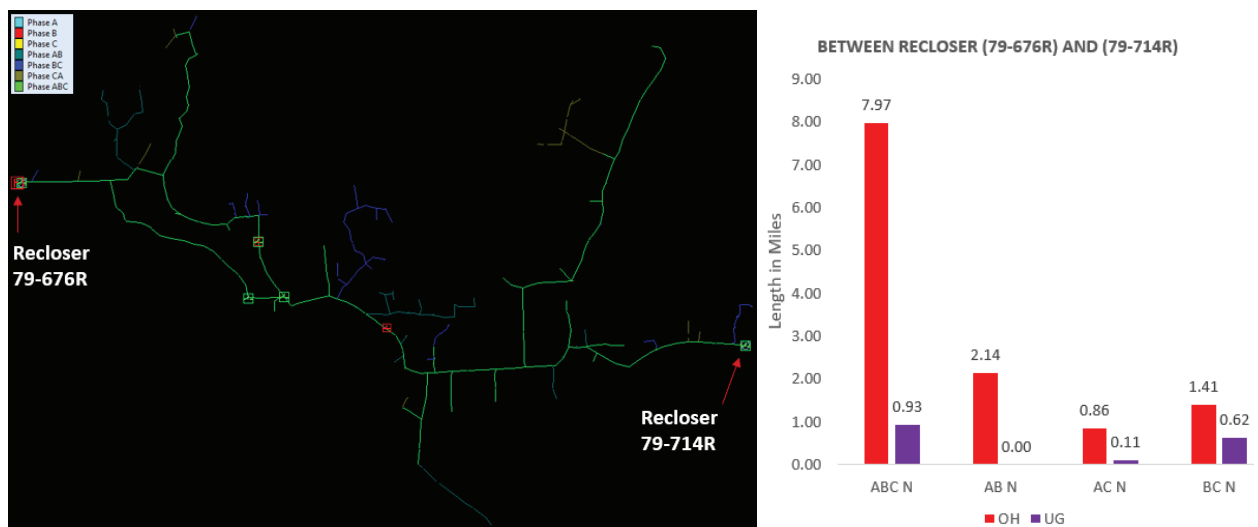 Phase A
Phase B
Phase C
Phase AB
Phase BC
Phase CA
Phase ABC
Recloser
79-676R
Recloser
79-714R
BETWEEN RECLOSER (79-676R) AND (79-714R)
Length in Miles
9.00
8.00
7.00
6.00
5.00
4.00
3.00
2.00
1.00
0.00
7.97
0.93
2.14
0.00
0.86
0.11
1.41
0.62
ABC N
AB N
AC N
BC N
OH
UG